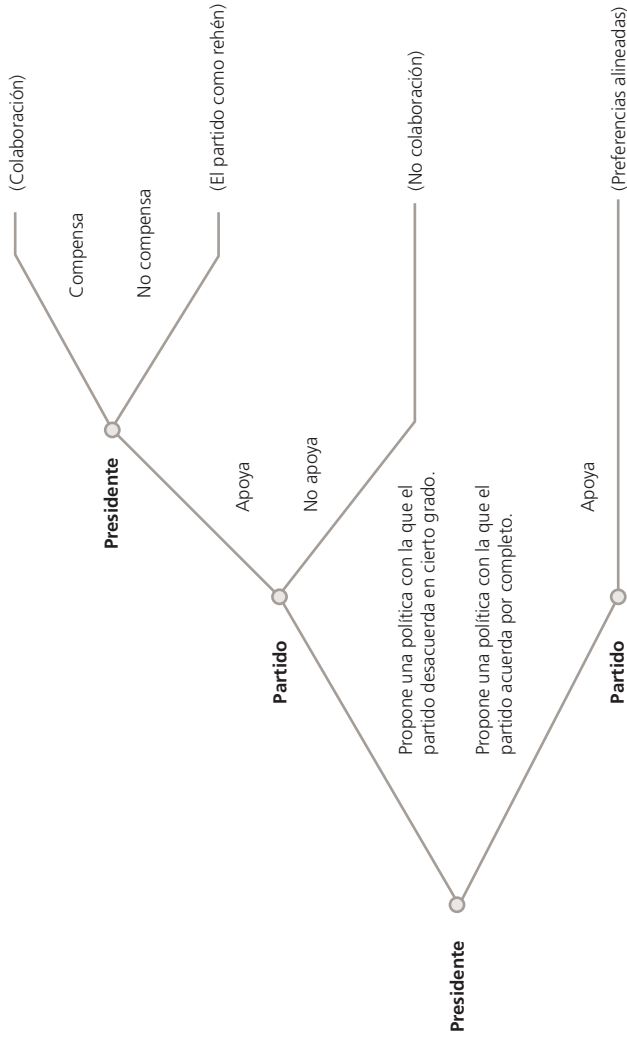 Presidente
Propone una política con la que el
partido desacuerda en cierto grado.
Propone una política con la que el
partido acuerda por completo.
Partido
Apoya
No apoya
Partido
Apoya
Presidente
Compensa
No compensa
(Colaboración)
(El partido como rehén)
(No colaboración)
(Preferencias alineadas)